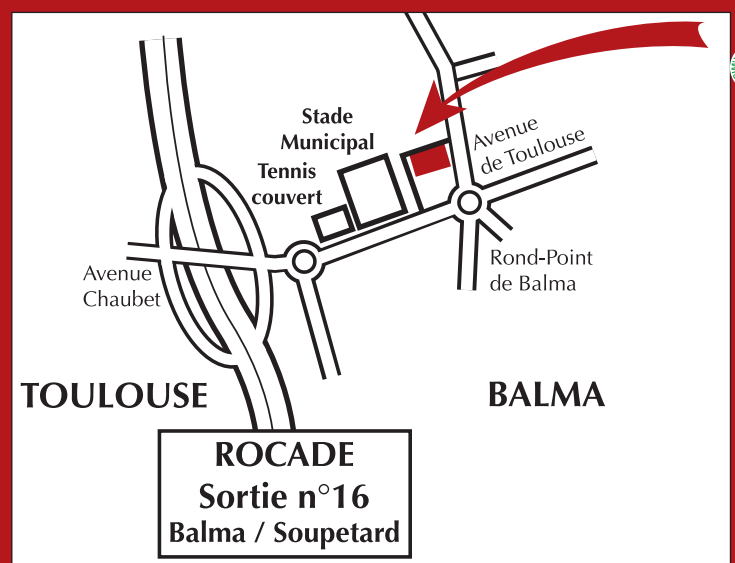 Stade
Municipal
Tennis
couvert
Avenue
de Toulouse
Avenue
Chaubet
Rond-Point
de Balma
TOULOUSE
BALMA
ROCADE
Sortie n°16
Balma / Soupetard